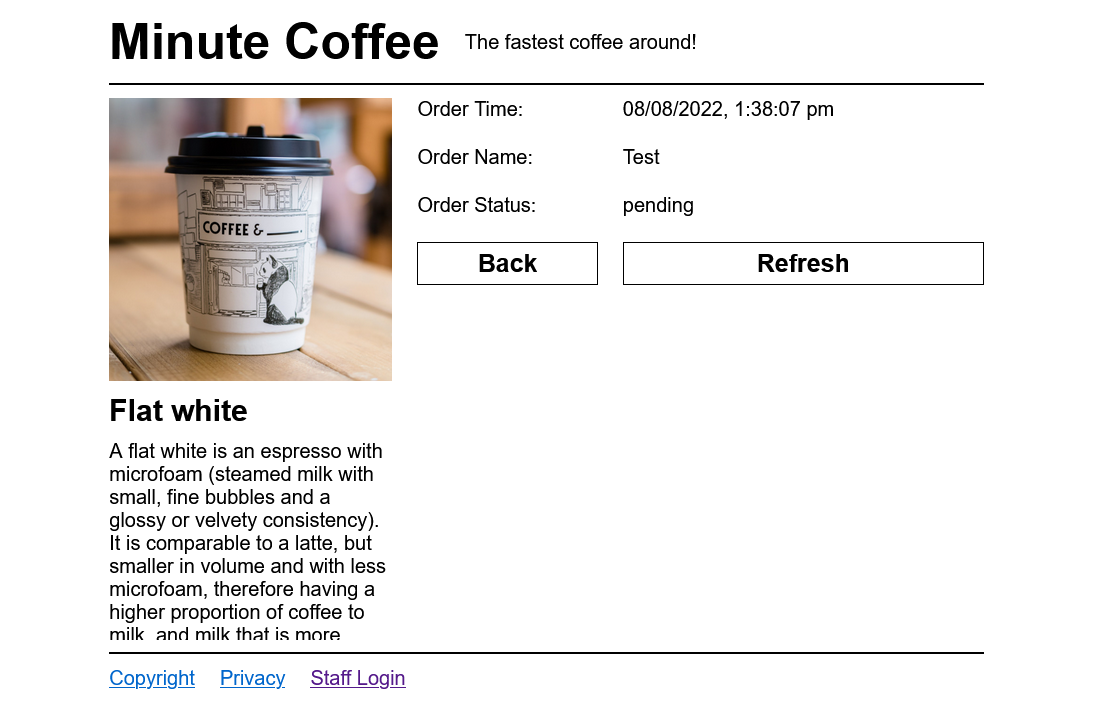 Minute Coffee The fastest coffee around!
COFFEE &
Order Time: 08/08/2022, 1:38:07 pm
Order Name: Test
Order Status: pending
Back Refresh
Flat white
A flat white is an espresso with
microfoam (steamed milk with
small, fine bubbles and a
glossy or velvety consistency).
It is comparable to a latte, but
smaller in volume and with less
microfoam, therefore having a
higher proportion of coffee to
milk, and milk that is more
Copyright Privacy Staff Login